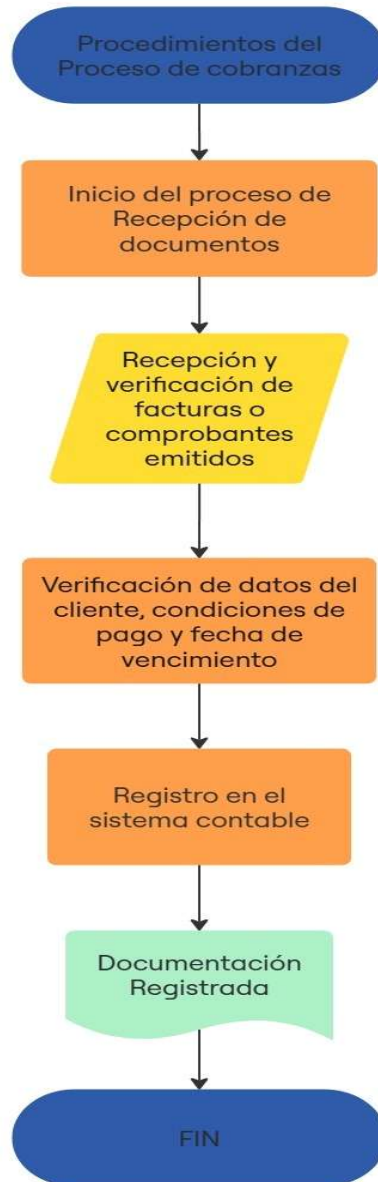 Procedimientos del
Proceso de cobranzas
Inicio del proceso de
Recepción de
documentos
Recepción y
verificación de
facturas o
comprobantes
emitidos
Verificación de datos del
cliente, condiciones de
pago y fecha de
vencimiento
Registro en el
sistema contable
Documentación
Registrada
FIN